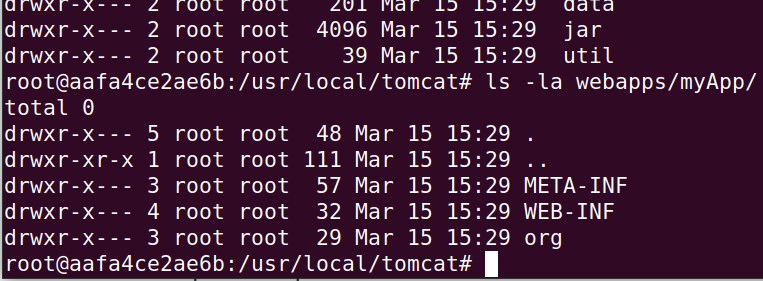 drwxr-x--- 2 root root   201 Mar 15 15:29  data
drwxr-x--- 2 root root  4096 Mar 15 15:29  jar
drwxr-x--- 2 root root    39 Mar 15 15:29  util
root@aafa4ce2ae6b:/usr/local/tomcat# ls -la webapps/myApp/
total 0
drwxr-x--- 5 root root  48 Mar 15 15:29 .
drwxr-xr-x 1 root root 111 Mar 15 15:29 ..
drwxr-x--- 3 root root  57 Mar 15 15:29 META-INF
drwxr-x--- 4 root root  32 Mar 15 15:29 WEB-INF
drwxr-x--- 3 root root  29 Mar 15 15:29 org
root@aafa4ce2ae6b:/usr/local/tomcat#